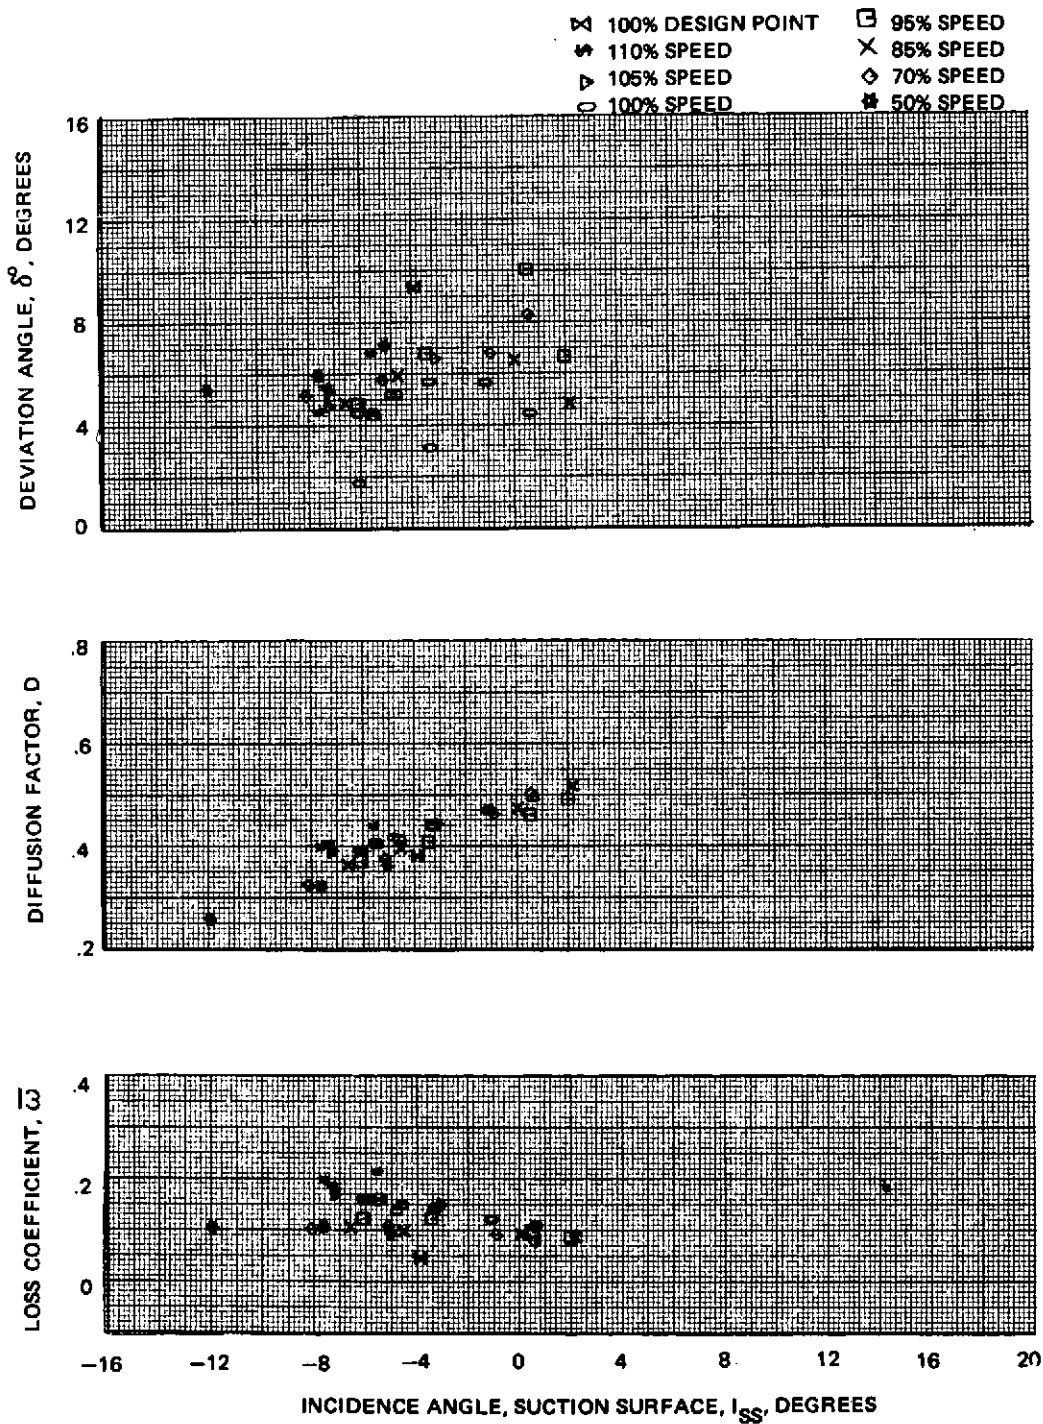 100% DESIGN POINT
110% SPEED
105% SPEED
100% SPEED
95% SPEED
85% SPEED
70% SPEED
50% SPEED
DEVIATION ANGLE, δ°, DEGREES
16
12
8
4
0
DIFFUSION FACTOR, D
.8
.6
.4
.2
LOSS COEFFICIENT, ω̅
.4
.2
0
−16 −12 −8 −4 0 4 8 12 16 20
INCIDENCE ANGLE, SUCTION SURFACE, ISS, DEGREES